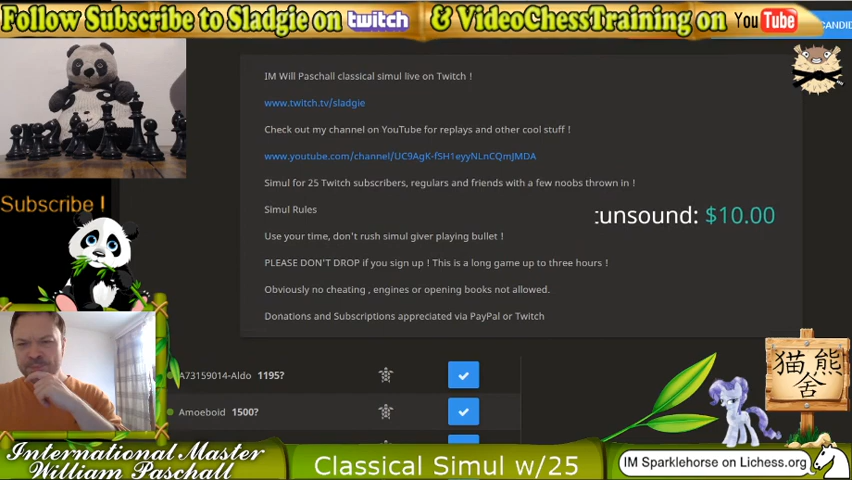 Follow Subscribe to Sladgie on twitch & VideoChessTraining on YouTube
CANDID
IM Will Paschall classical simul live on Twitch !
www.twitch.tv/sladgie
Check out my channel on YouTube for replays and other cool stuff !
www.youtube.com/channel/UC9AgK-fSH1eyyNLnCQmJMDA
Simul for 25 Twitch subscribers, regulars and friends with a few noobs thrown in !
Subscribe !
Simul Rules
:unsound: $10.00
Use your time, don't rush simul giver playing bullet !
PLEASE DON'T DROP if you sign up ! This is a long game up to three hours !
Obviously no cheating , engines or opening books not allowed.
Donations and Subscriptions appreciated via PayPal or Twitch
A73159014-Aldo 1195?
Amoeboid 1500?
猫熊
舍
International Master
William Paschall
Classical Simul w/25
IM Sparklehorse on Lichess.org